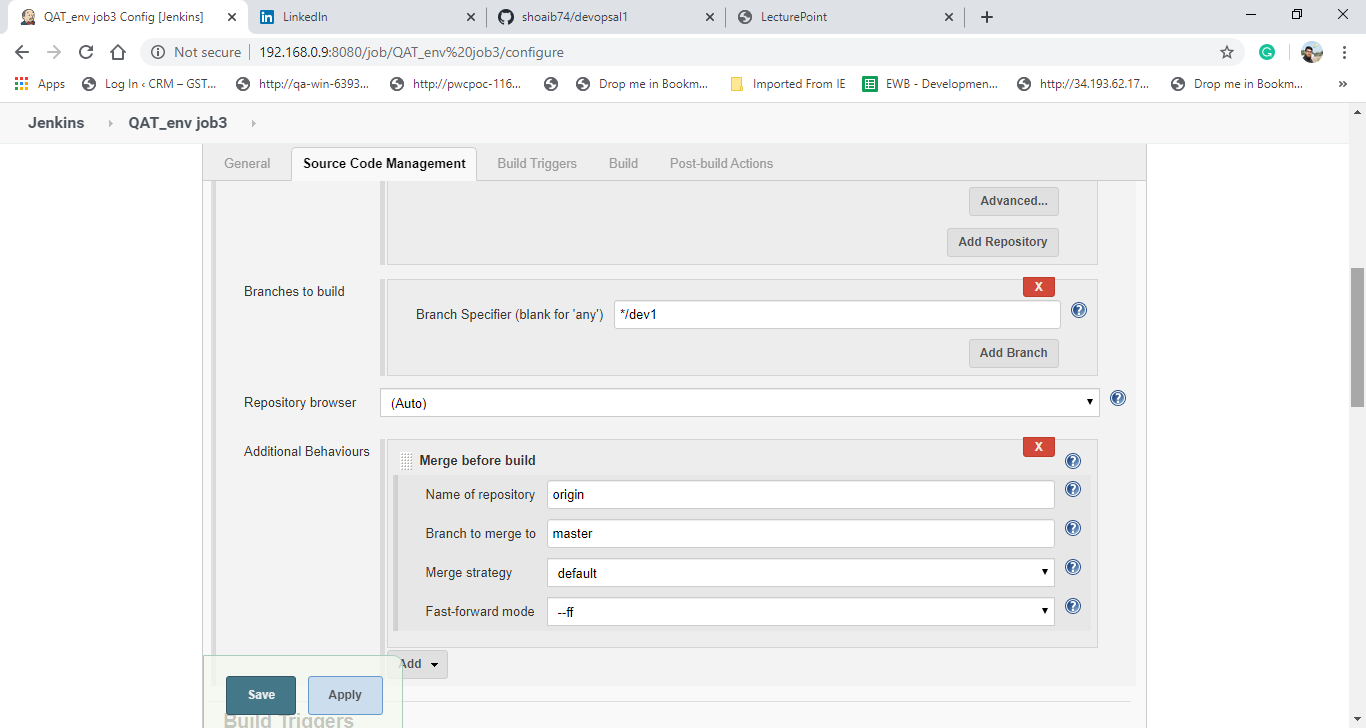 QAT_env job3 Config [Jenkins]
LinkedIn
shoaib74/devopsal1
LecturePoint
Not secure
192.168.0.9:8080/job/QAT_env%20job3/configure
Apps
Log In ‹ CRM – GST...
http://qa-win-6393...
http://pwcpoc-116...
Drop me in Bookm...
Imported From IE
EWB - Developmen...
http://34.193.62.17...
Drop me in Bookm...
»
Jenkins
QAT_env job3
General
Source Code Management
Build Triggers
Build
Post-build Actions
Advanced...
Add Repository
Branches to build
X
Branch Specifier (blank for 'any')
*/dev1
Add Branch
Repository browser
(Auto)
Additional Behaviours
X
Merge before build
Name of repository
origin
Branch to merge to
master
Merge strategy
default
Fast-forward mode
--ff
Add
Save
Apply
Build Triggers